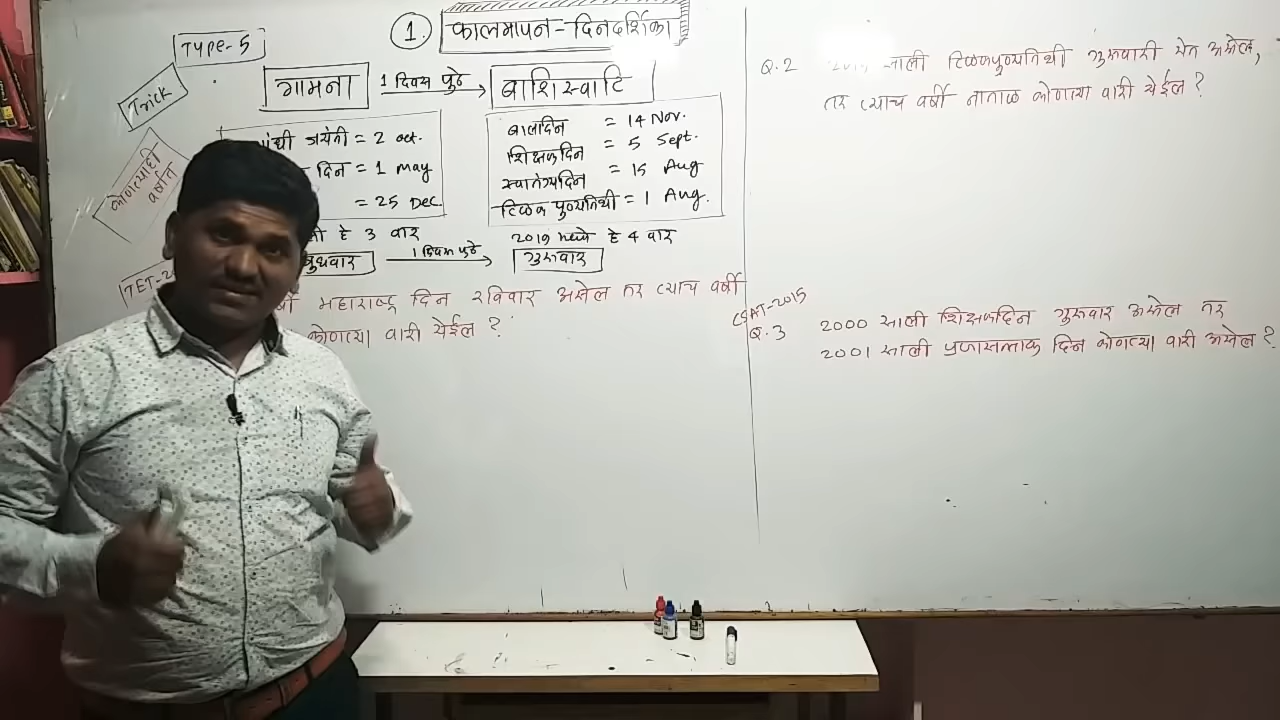 1. कालमापन - दिनदर्शिका
TYPE-5
Trick
कोणत्याही
वर्षात
गामना
1 दिवस पुढे
बाशिस्वाटि
गांधी जयंती = 2 oct.
दिन = 1 may
= 25 Dec.
बालदिन = 14 Nov.
शिक्षकदिन = 5 Sept.
स्वातंत्र्यदिन = 15 Aug
टिळक पुण्यतिथी = 1 Aug.
हे 3 वार
बुधवार
1 दिवस पुढे
2019 मध्ये हे 4 वार
गुरुवार
TET-2
महाराष्ट्र दिन रविवार असेल तर त्याच वर्षी
कोणत्या वारी येईल ?
Q.2 साली टिळकपुण्यतिथी गुरुवारी येत असेल,
तर त्याच वर्षी नाताळ कोणत्या वारी येईल ?
CSAT-2015
Q.3 2000 साली शिक्षकदिन गुरुवार असेल तर
2001 साली प्रजासत्ताक दिन कोणत्या वारी असेल ?